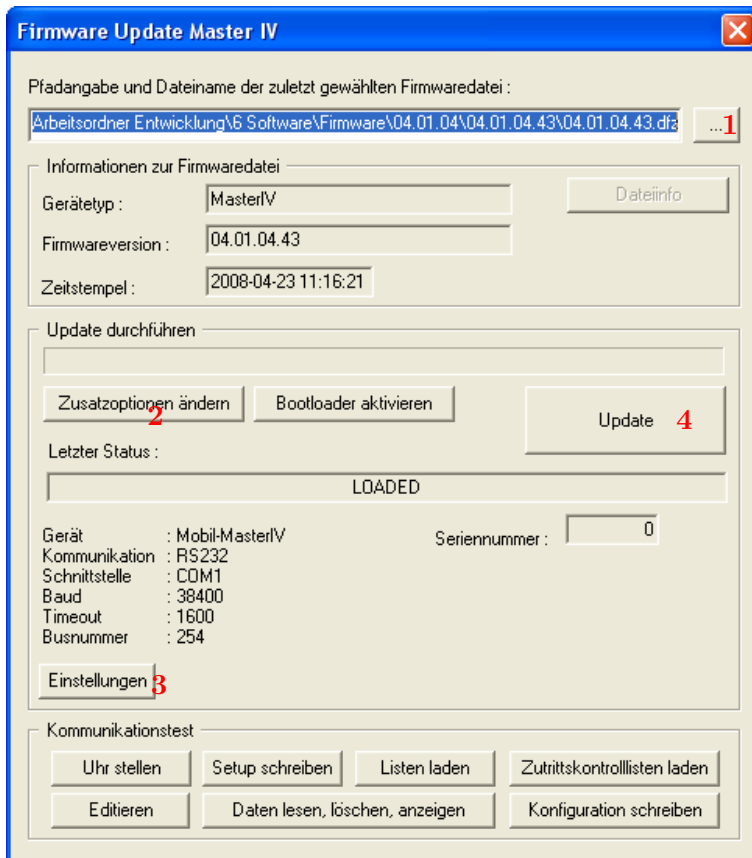 Firmware Update Master IV
Pfadangabe und Dateiname der zuletzt gewählten Firmwaredatei :
Arbeitsordner Entwicklung\6 Software\Firmware\04.01.04\04.01.04.43\04.01.04.43.dfz
... 1
Informationen zur Firmwaredatei
Gerätetyp : MasterIV Dateiinfo
Firmwareversion : 04.01.04.43
Zeitstempel : 2008-04-23 11:16:21
Update durchführen
Zusatzoptionen ändern 2 Bootloader aktivieren Update 4
Letzter Status :
LOADED
Gerät : Mobil-MasterIV Seriennummer : 0
Kommunikation : RS232
Schnittstelle : COM1
Baud : 38400
Timeout : 1600
Busnummer : 254
Einstellungen 3
Kommunikationstest
Uhr stellen Setup schreiben Listen laden Zutrittskontrolllisten laden
Editieren Daten lesen, löschen, anzeigen Konfiguration schreiben